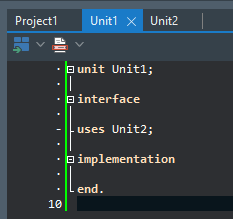 Project1 Unit1 Unit2
unit Unit1;
interface
uses Unit2;
implementation
end.
10